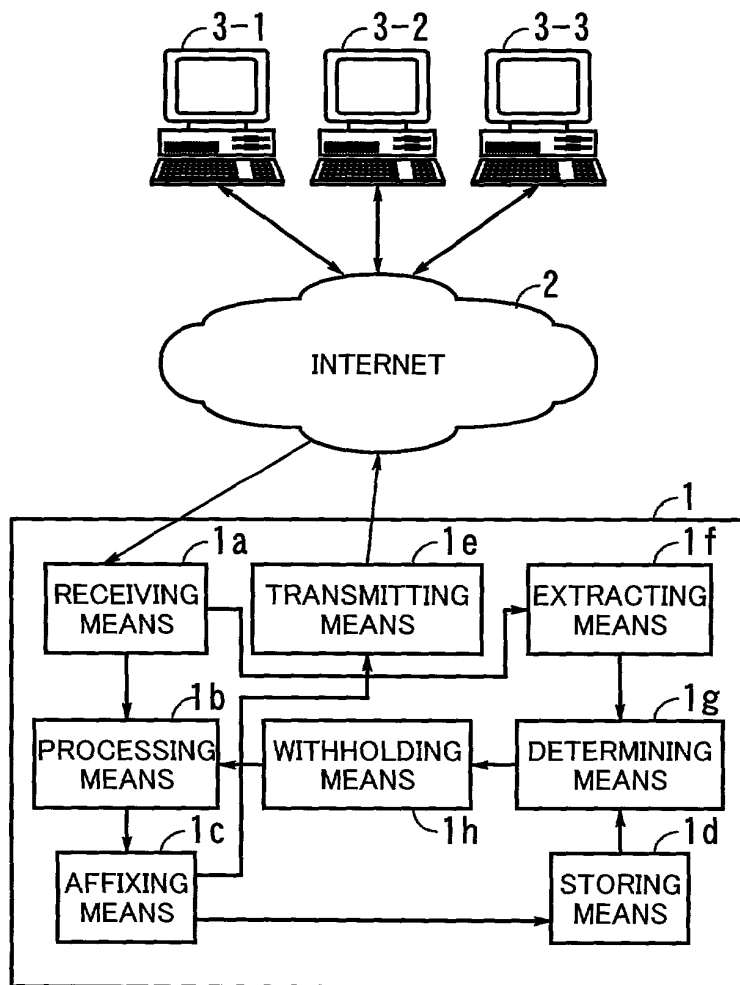 3-1
3-2
3-3
2
INTERNET
1
1a
1e
1f
RECEIVING
MEANS
TRANSMITTING
MEANS
EXTRACTING
MEANS
1b
1g
PROCESSING
MEANS
WITHHOLDING
MEANS
DETERMINING
MEANS
1c
1h
1d
AFFIXING
MEANS
STORING
MEANS